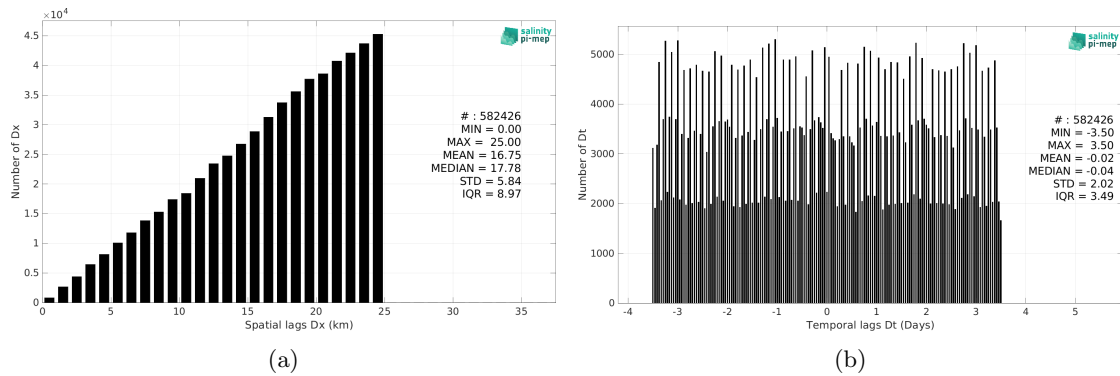 ×10⁴
4.5
4
3.5
3
2.5
2
1.5
1
0.5
0
Number of Dx
0 5 10 15 20 25 30 35
Spatial lags Dx (km)
salinity
pi-mep
# : 582426
MIN = 0.00
MAX = 25.00
MEAN = 16.75
MEDIAN = 17.78
STD = 5.84
IQR = 8.97
(a)
5000
4000
3000
2000
1000
0
Number of Dt
-4 -3 -2 -1 0 1 2 3 4 5
Temporal lags Dt (Days)
salinity
pi-mep
# : 582426
MIN = -3.50
MAX = 3.50
MEAN = -0.02
MEDIAN = -0.04
STD = 2.02
IQR = 3.49
(b)